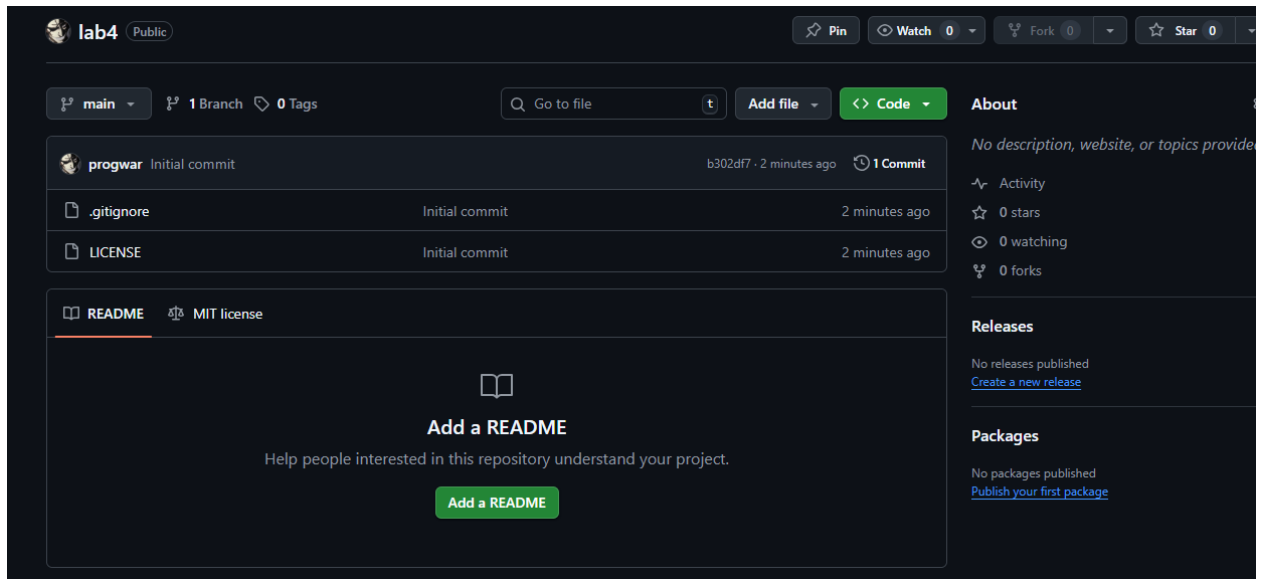 lab4 Public
Pin
Watch 0
Fork 0
Star 0
main
1 Branch
0 Tags
Go to file t
Add file
<> Code
progwar Initial commit b302df7 · 2 minutes ago 1 Commit
.gitignore Initial commit 2 minutes ago
LICENSE Initial commit 2 minutes ago
README MIT license
Add a README
Help people interested in this repository understand your project.
Add a README
About
No description, website, or topics provided
Activity
0 stars
0 watching
0 forks
Releases
No releases published
Create a new release
Packages
No packages published
Publish your first package